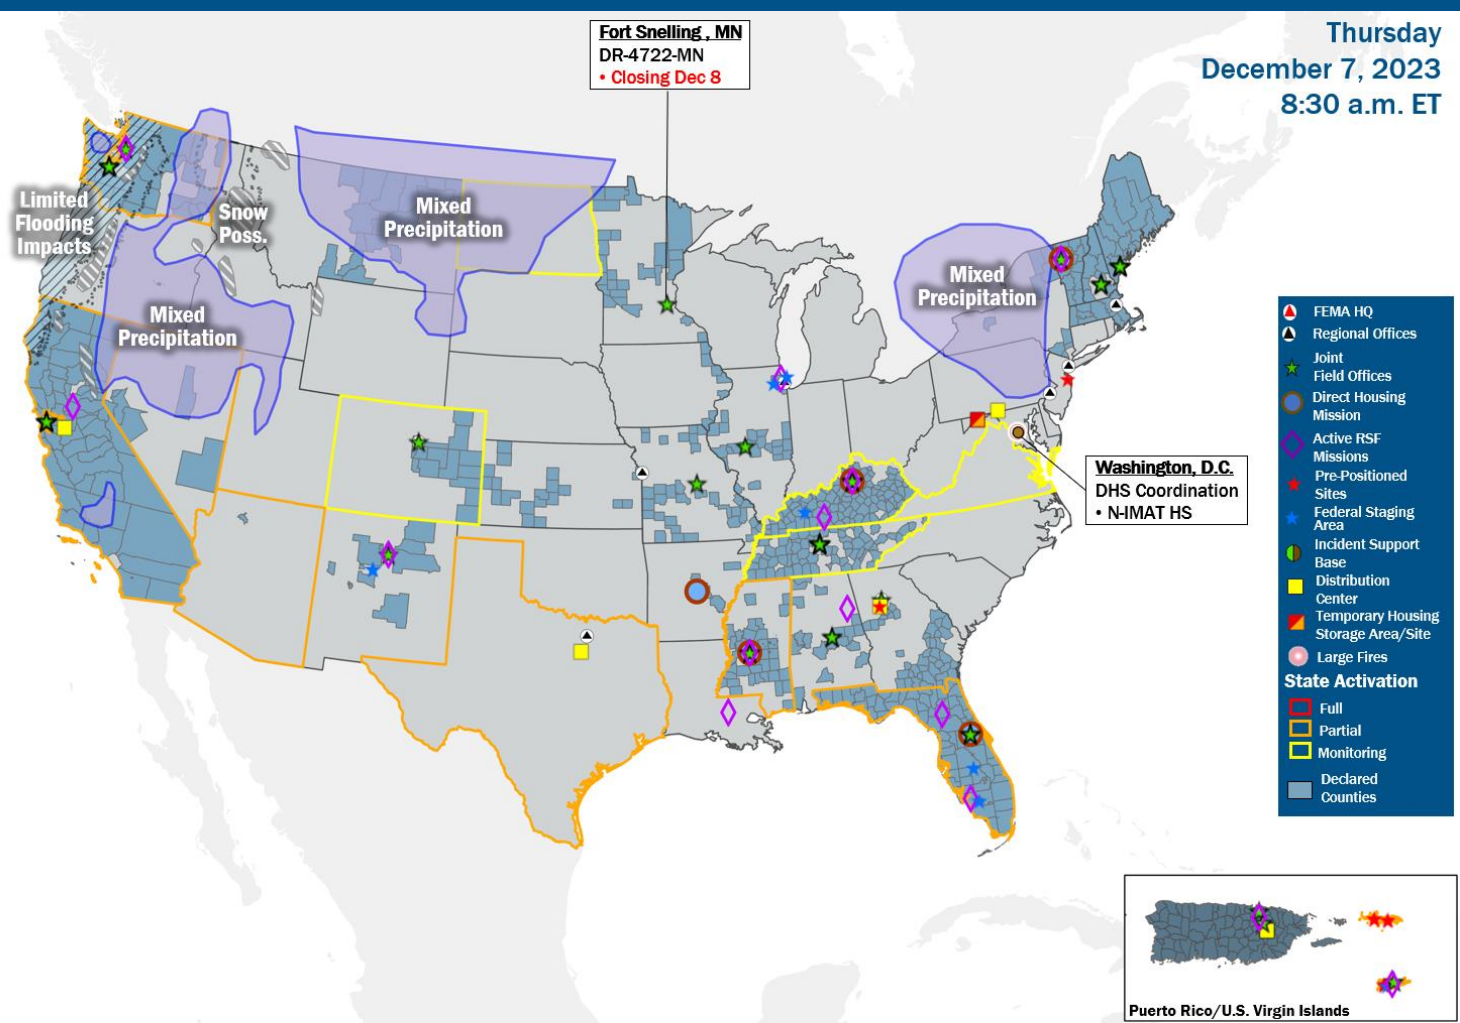 Thursday
December 7, 2023
8:30 a.m. ET
Fort Snelling , MN
DR-4722-MN
• Closing Dec 8
Limited
Flooding
Impacts
Snow
Poss.
Mixed
Precipitation
Mixed
Precipitation
Mixed
Precipitation
Washington, D.C.
DHS Coordination
• N-IMAT HS
FEMA HQ
Regional Offices
Joint
Field Offices
Direct Housing
Mission
Active RSF
Missions
Pre-Positioned
Sites
Federal Staging
Area
Incident Support
Base
Distribution
Center
Temporary Housing
Storage Area/Site
Large Fires
State Activation
Full
Partial
Monitoring
Declared
Counties
Puerto Rico/U.S. Virgin Islands